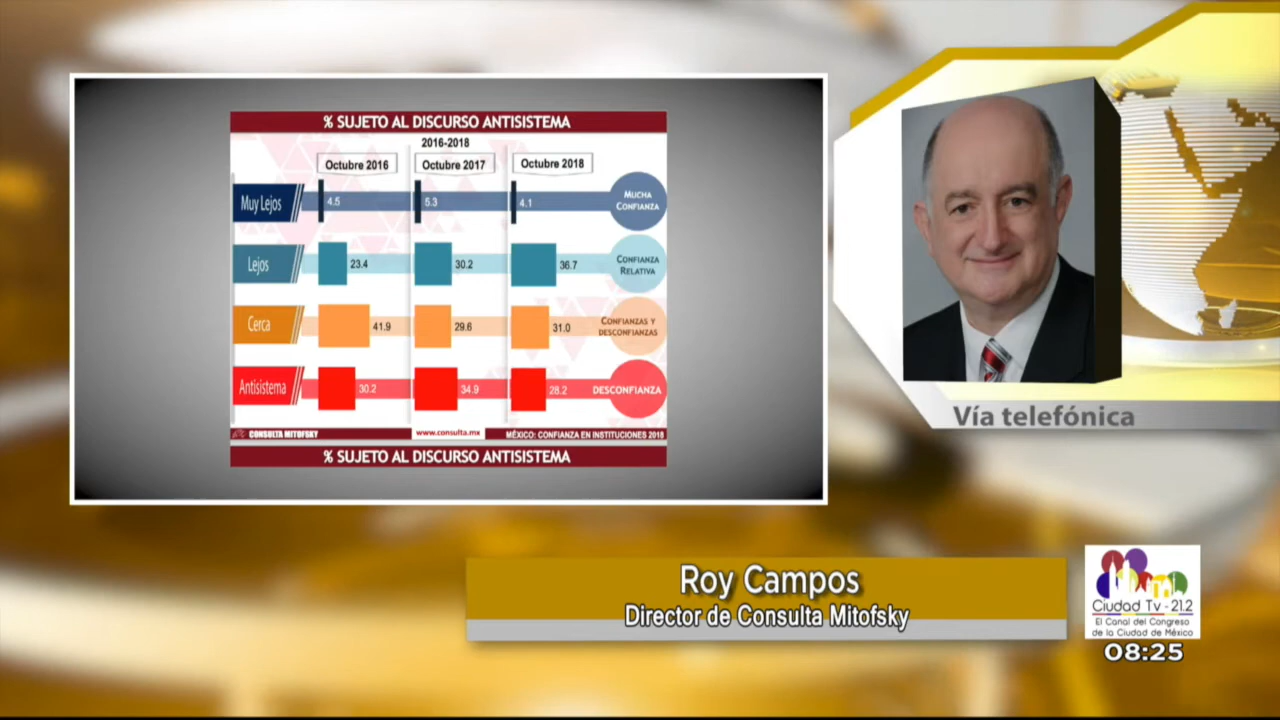 % SUJETO AL DISCURSO ANTISISTEMA
2016-2018
Octubre 2016
Octubre 2017
Octubre 2018
Muy Lejos
4.5
5.3
4.1
MUCHA
CONFIANZA
Lejos
23.4
30.2
36.7
CONFIANZA
RELATIVA
Cerca
41.9
29.6
31.0
CONFIANZAS Y
DESCONFIANZAS
Antisistema
30.2
34.9
28.2
DESCONFIANZA
CONSULTA MITOFSKY
www.consulta.mx
MÉXICO: CONFIANZA EN INSTITUCIONES 2018
% SUJETO AL DISCURSO ANTISISTEMA
Vía telefónica
Roy Campos
Director de Consulta Mitofsky
Ciudad Tv - 21.2
El Canal del Congreso
de la Ciudad de México
08:25